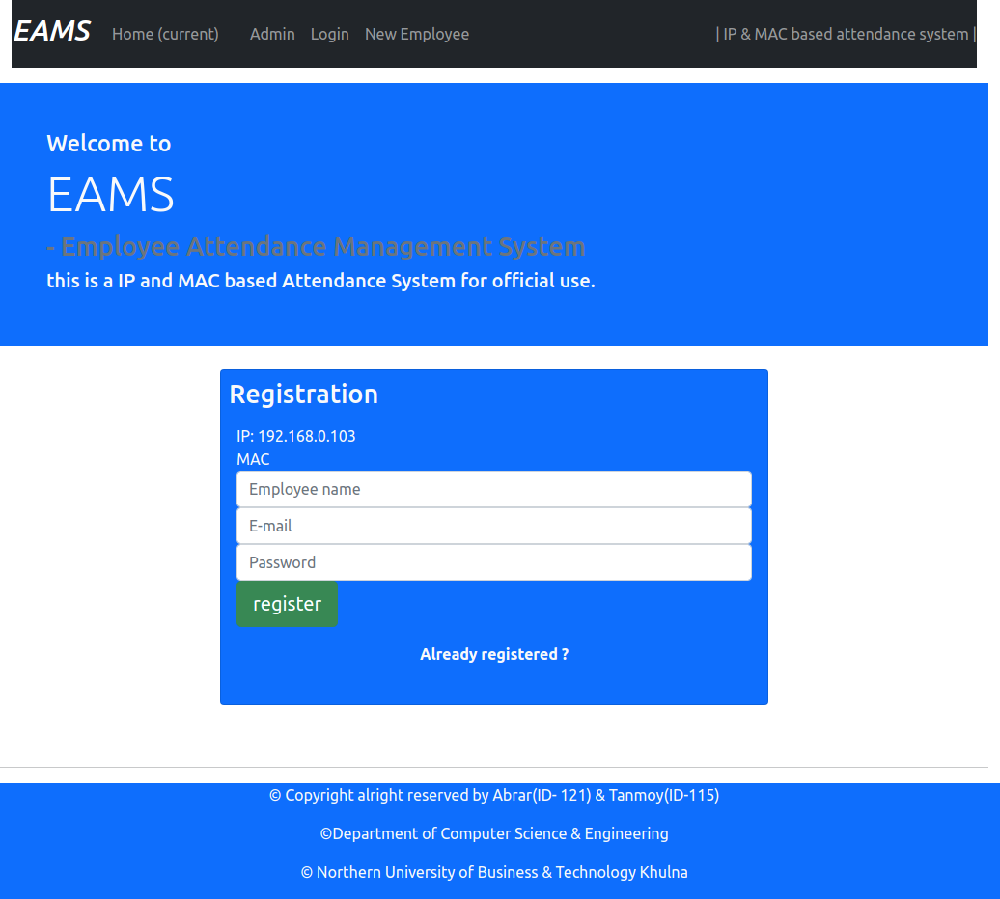 EAMS Home (current) Admin Login New Employee | IP & MAC based attendance system |
Welcome to
EAMS
- Employee Attendance Management System
this is a IP and MAC based Attendance System for official use.
Registration
IP: 192.168.0.103
MAC
Employee name
E-mail
Password
register
Already registered ?
© Copyright alright reserved by Abrar(ID- 121) & Tanmoy(ID-115)
©Department of Computer Science & Engineering
© Northern University of Business & Technology Khulna